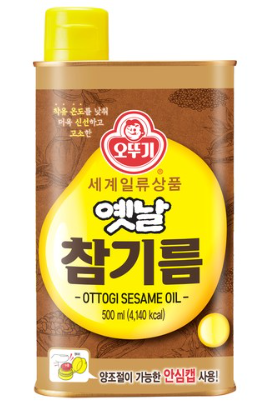 착유 온도를 낮춰
더욱 신선하고
고소한
오뚜기
®
세계일류상품
옛날
참기름
- OTTOGI SESAME OIL -
500 ml (4,140 kcal)
양조절이 가능한 안심캡 사용!